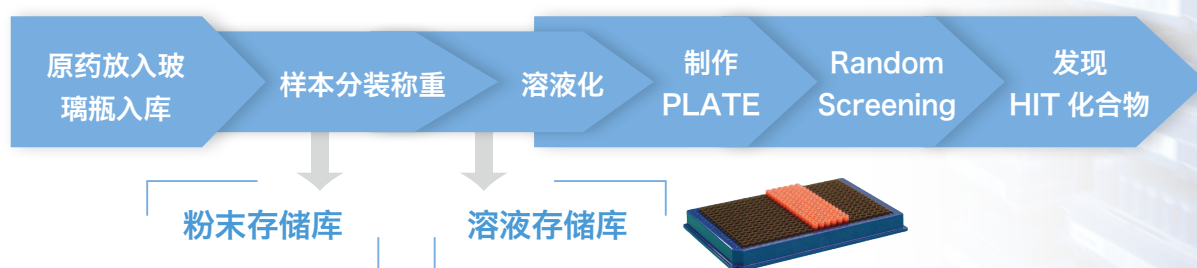 原药放入玻
璃瓶入库
样本分装称重
溶液化
制作
PLATE
Random
Screening
发现
HIT 化合物
粉末存储库
溶液存储库